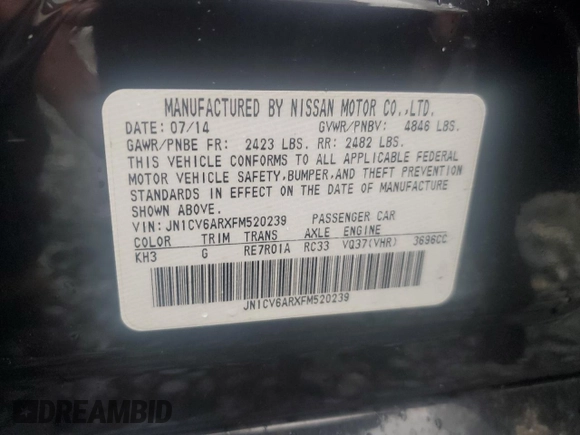 MANUFACTURED BY NISSAN MOTOR CO.,LTD.
DATE: 07/14 GVWR/PNBV: 4846 LBS.
GAWR/PNBE FR: 2423 LBS. RR: 2482 LBS.
THIS VEHICLE CONFORMS TO ALL APPLICABLE FEDERAL
MOTOR VEHICLE SAFETY,BUMPER,AND THEFT PREVENTION
STANDARDS IN EFFECT ON THE DATE OF MANUFACTURE
SHOWN ABOVE.
VIN:JN1CV6ARXFM520239 PASSENGER CAR
COLOR TRIM TRANS AXLE ENGINE
KH3 G RE7R01A RC33 VQ37(VHR) 3696CC
JN1CV6ARXFM520239
DREAMBID